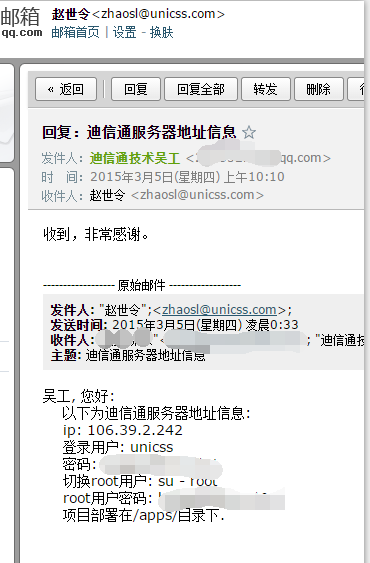 邮箱 赵世令<zhaosl@unicss.com>
qq.com 邮箱首页 | 设置 - 换肤
« 返回 回复 回复全部 转发 删除
回复：迪信通服务器地址信息 ☆
发件人：迪信通技术吴工 < qq.com>
时 间：2015年3月5日(星期四) 上午10:10
收件人：赵世令 <zhaosl@unicss.com>
收到，非常感谢。
------------------ 原始邮件 ------------------
发件人: "赵世令";<zhaosl@unicss.com>;
发送时间: 2015年3月5日(星期四) 凌晨0:33
收件人: "< ; "迪信通技
主题: 迪信通服务器地址信息
吴工, 您好:
以下为迪信通服务器地址信息:
ip: 106.39.2.242
登录用户: unicss
密码:
切换root用户: su - root
root用户密码:
项目部署在/apps/目录下.